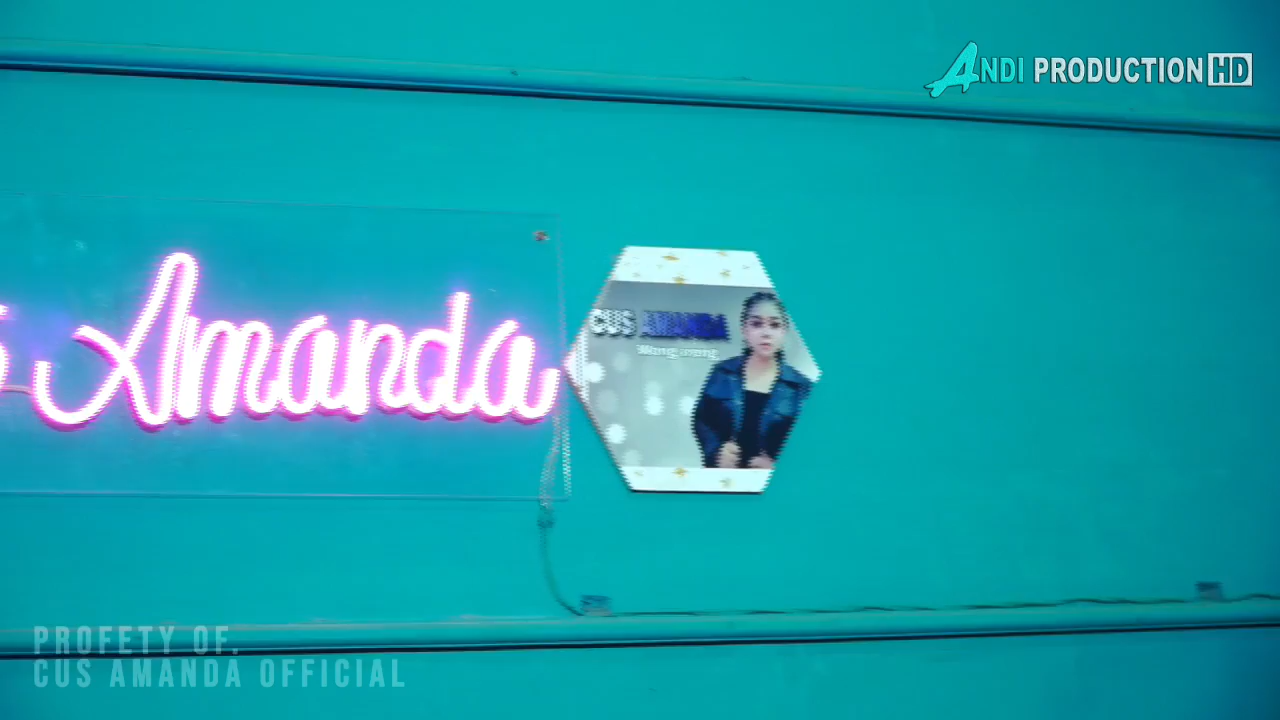 ANDI PRODUCTION HD
Amanda
CUS AMANDA
PROFETY OF.
CUS AMANDA OFFICIAL